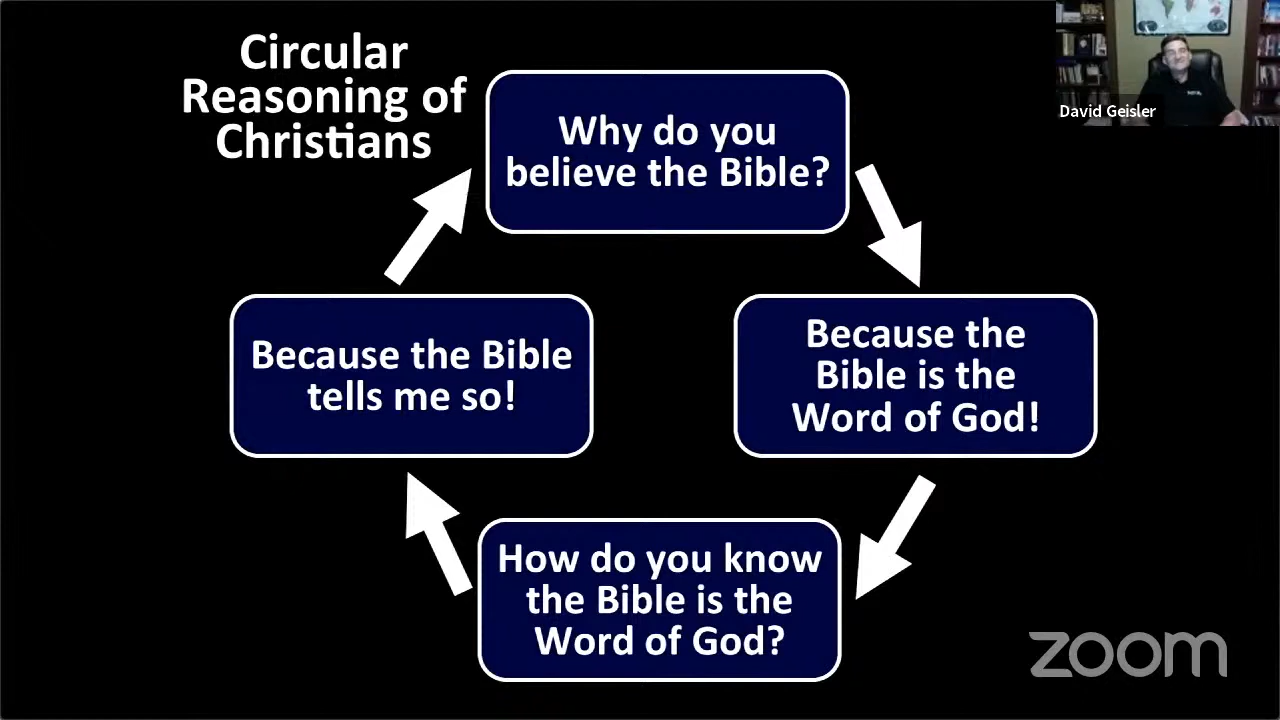 Circular
Reasoning of
Christians
Why do you
believe the Bible?
David Geisler
Because the Bible
tells me so!
Because the
Bible is the
Word of God!
How do you know
the Bible is the
Word of God?
zoom